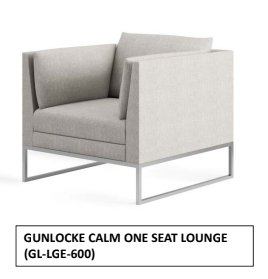 GUNLOCKE CALM ONE SEAT LOUNGE
(GL-LGE-600)